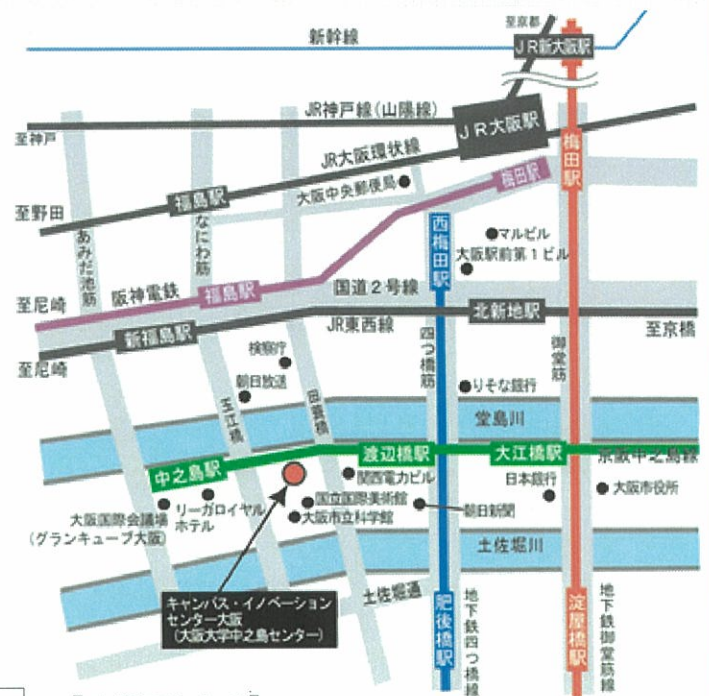 至京都
新幹線
JR新大阪駅
JR神戸線(山陽線)
JR大阪駅
至神戸
JR大阪環状線
梅田駅
梅田駅
大阪中央郵便局
福島駅
至野田
なにわ筋
あみだ池筋
西梅田駅
マルビル
大阪駅前第1ビル
阪神電鉄
福島駅
国道2号線
至尼崎
北新地駅
新福島駅
JR東西線
至京橋
至尼崎
検察庁
四つ橋筋
御堂筋
朝日放送
りそな銀行
玉江橋
田蓑橋
堂島川
渡辺橋駅
大江橋駅
京阪中之島線
中之島駅
関西電力ビル
日本銀行
大阪市役所
国立国際美術館
朝日新聞
大阪市立科学館
リーガロイヤル
ホテル
大阪国際会議場
(グランキューブ大阪)
土佐堀川
キャンパス・イノベーション
センター大阪
(大阪大学中之島センター)
土佐堀通
肥後橋駅
地下鉄四つ橋線
淀屋橋駅
地下鉄御堂筋線